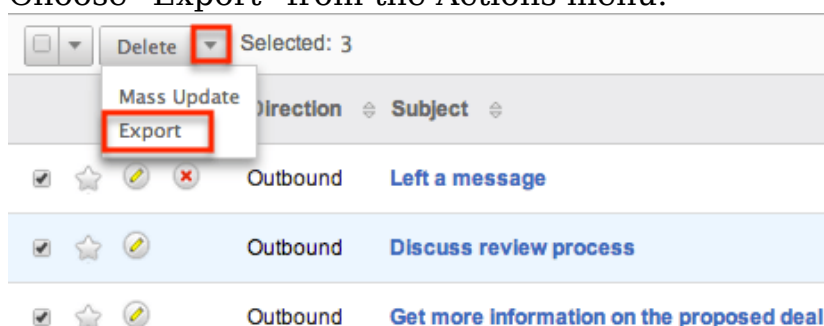 Choose "Export" from the Actions menu.
Delete Selected: 3
Mass Update
Direction Subject
Export
Outbound Left a message
Outbound Discuss review process
Outbound Get more information on the proposed deal